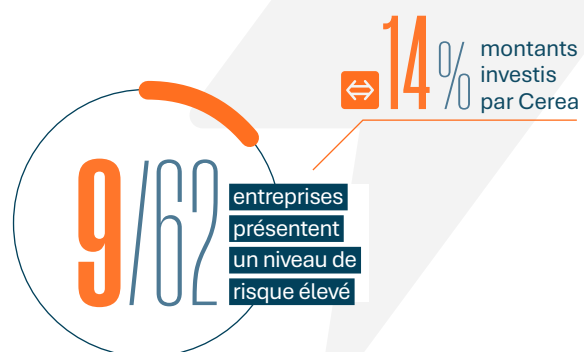 14% montants
investis
par Cerea
9/62 entreprises
présentent
un niveau de
risque élevé